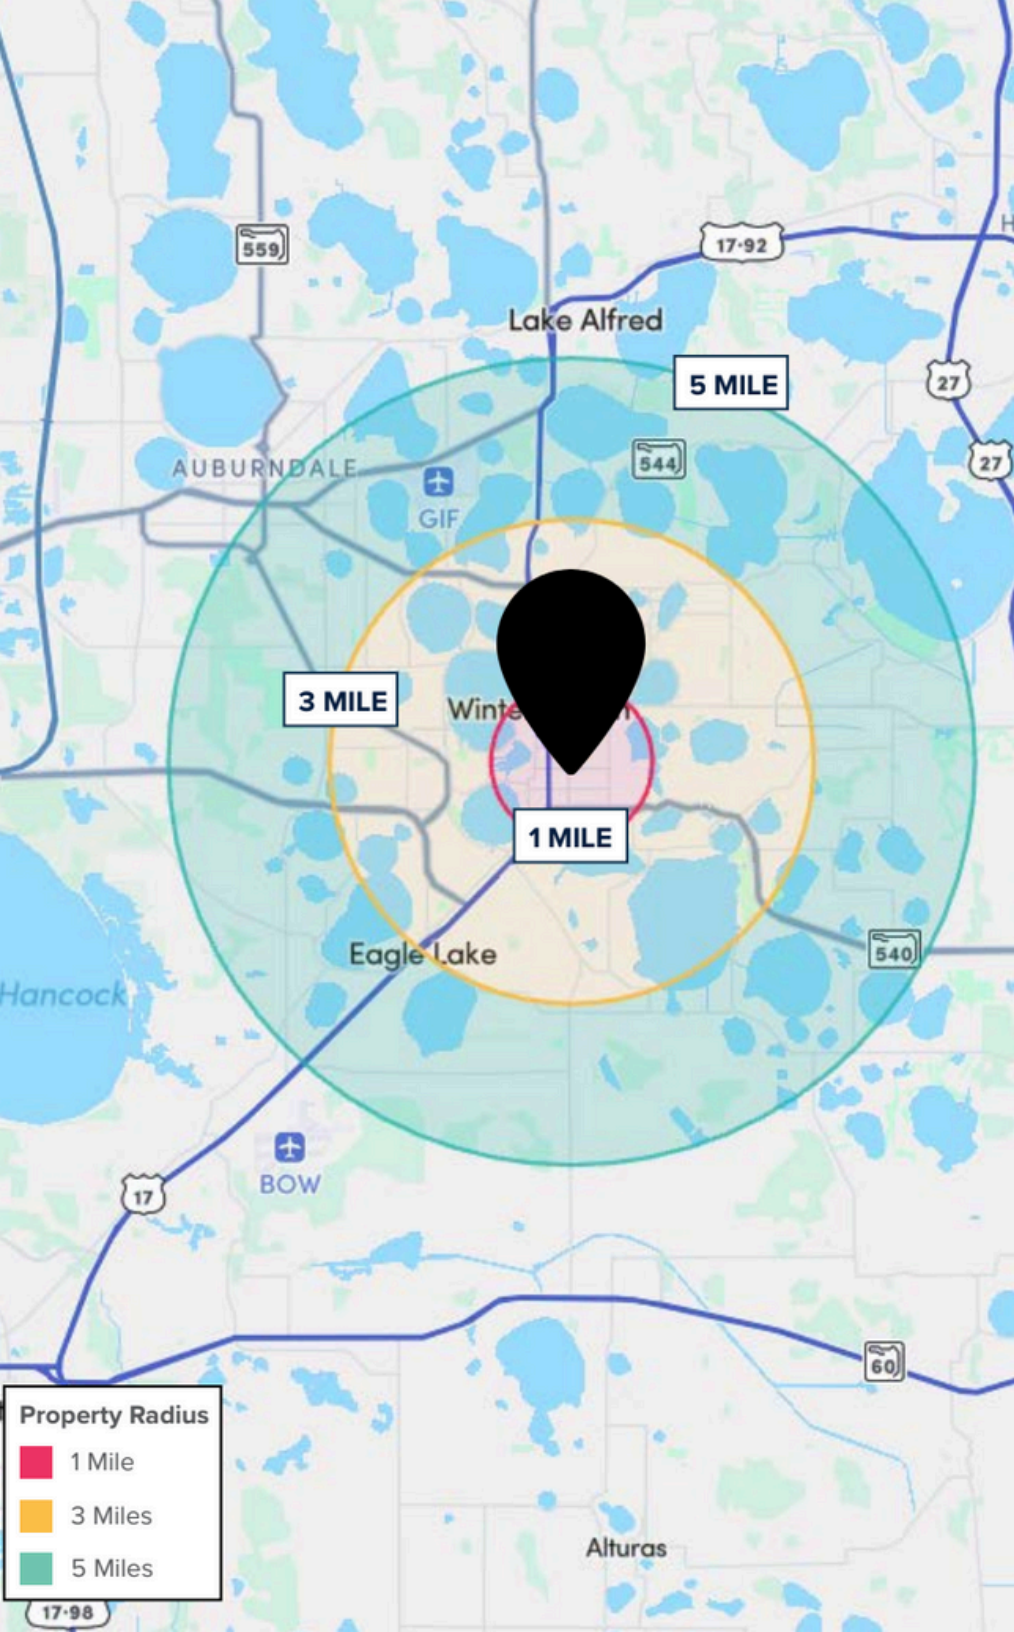 559
17·92
Lake Alfred
27
5 MILE
544
27
AUBURNDALE
GIF
3 MILE
1 MILE
Eagle Lake
540
Hancock
BOW
17
60
Property Radius
1 Mile
3 Miles
5 Miles
Alturas
17·98